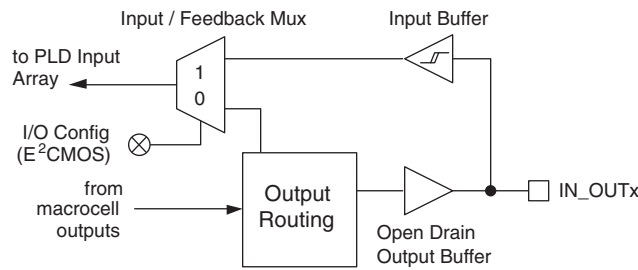 Input / Feedback Mux
Input Buffer
to PLD Input
Array
1
0
I/O Config
(E²CMOS)
from
macrocell
outputs
Output
Routing
IN_OUTx
Open Drain
Output Buffer